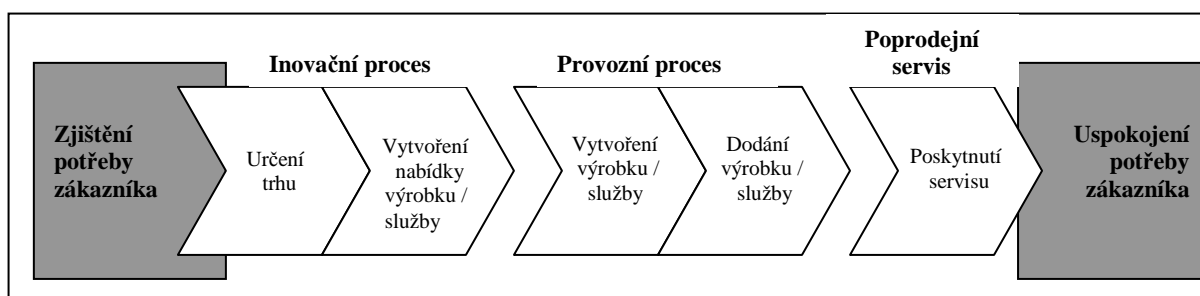 Zjištění
potřeby
zákazníka
Inovační proces
Určení
trhu
Vytvoření
nabídky
výrobku /
služby
Provozní proces
Vytvoření
výrobku /
služby
Dodání
výrobku /
služby
Poprodejní
servis
Poskytnutí
servisu
Uspokojení
potřeby
zákazníka